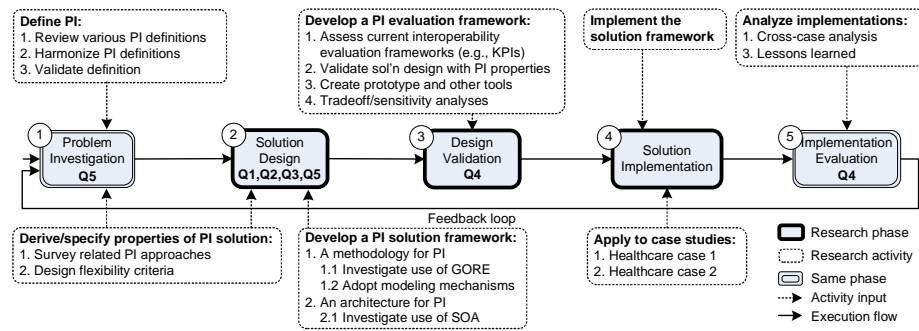 Define PI:
1. Review various PI definitions
2. Harmonize PI definitions
3. Validate definition
Develop a PI evaluation framework:
1. Assess current interoperability
evaluation frameworks (e.g., KPIs)
2. Validate sol'n design with PI properties
3. Create prototype and other tools
4. Tradeoff/sensitivity analyses
Implement the
solution framework
Analyze implementations:
1. Cross-case analysis
3. Lessons learned
1
Problem
Investigation
Q5
2
Solution
Design
Q1,Q2,Q3,Q5
3
Design
Validation
Q4
4
Solution
Implementation
5
Implementation
Evaluation
Q4
Feedback loop
Derive/specify properties of PI solution:
1. Survey related PI approaches
2. Design flexibility criteria
Develop a PI solution framework:
1. A methodology for PI
1.1 Investigate use of GORE
1.2 Adopt modeling mechanisms
2. An architecture for PI
2.1 Investigate use of SOA
Apply to case studies:
1. Healthcare case 1
2. Healthcare case 2
Research phase
Research activity
Same phase
Activity input
Execution flow